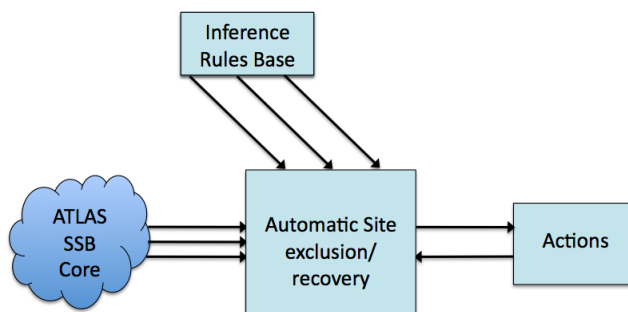 Inference
Rules Base
ATLAS
SSB
Core
Automatic Site
exclusion/
recovery
Actions